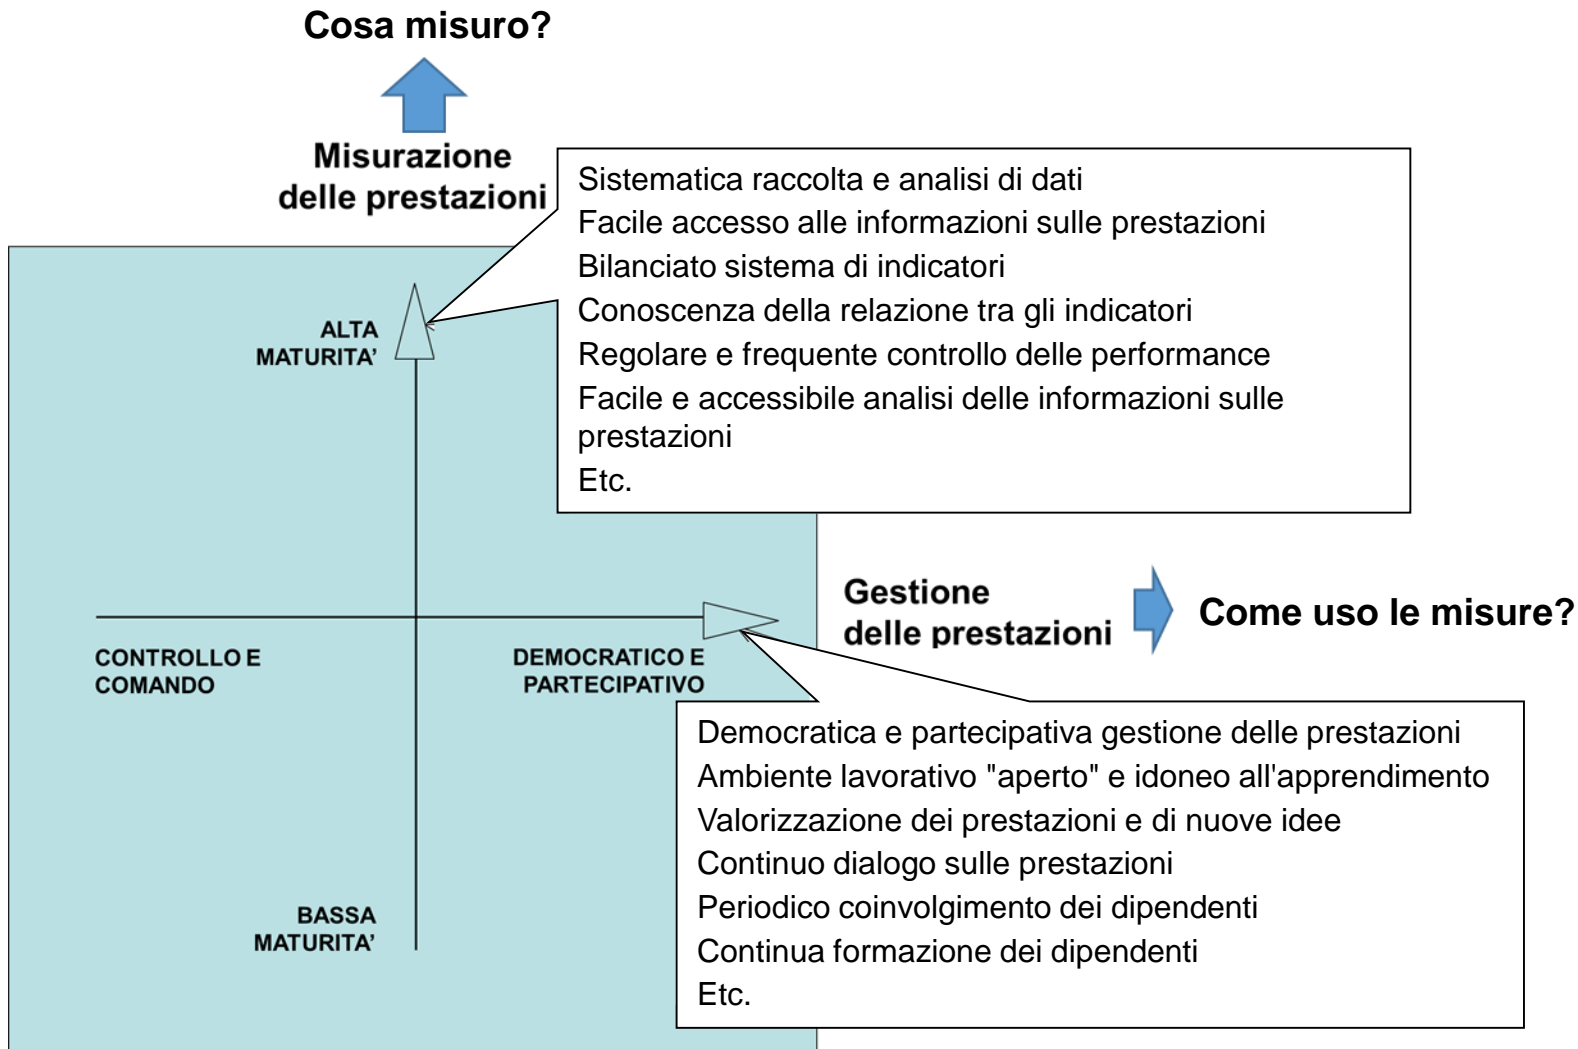 Cosa misuro?
Misurazione
delle prestazioni
Sistematica raccolta e analisi di dati
Facile accesso alle informazioni sulle prestazioni
Bilanciato sistema di indicatori
Conoscenza della relazione tra gli indicatori
Regolare e frequente controllo delle performance
Facile e accessibile analisi delle informazioni sulle
prestazioni
Etc.
ALTA
MATURITA’
Gestione
delle prestazioni
Come uso le misure?
CONTROLLO E
COMANDO
DEMOCRATICO E
PARTECIPATIVO
Democratica e partecipativa gestione delle prestazioni
Ambiente lavorativo "aperto" e idoneo all'apprendimento
Valorizzazione dei prestazioni e di nuove idee
Continuo dialogo sulle prestazioni
Periodico coinvolgimento dei dipendenti
Continua formazione dei dipendenti
Etc.
BASSA
MATURITA’